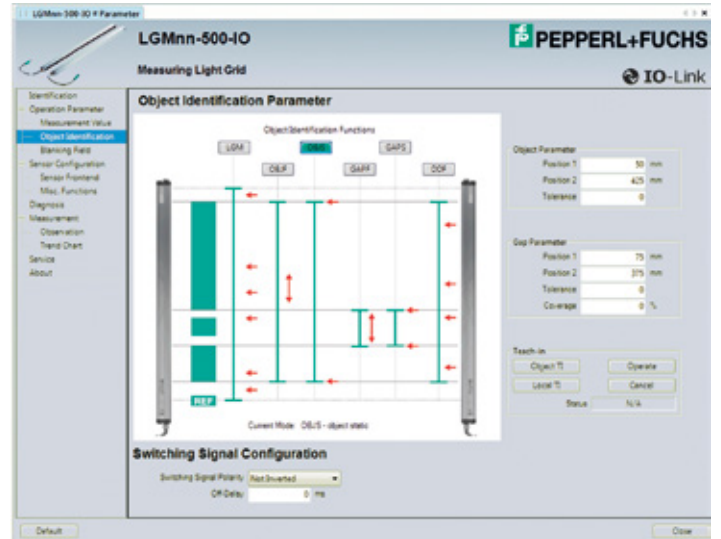 LGMnn-500-IO # Parameter
LGMnn-500-IO
PEPPERL+FUCHS
Measuring Light Grid
IO-Link
Identification
Operation Parameter
Measurement Value
Object Identification
Blanking Field
Sensor Configuration
Sensor Frontend
Misc. Functions
Diagnosis
Measurement
Observation
Trend Chart
Service
About
Object Identification Parameter
Object Identification Functions
LGM
OBJS
GAPS
OBJF
GAPF
DOF
REF
Current Mode: OBJS - object static
Object Parameter
Position 1 50 mm
Position 2 425 mm
Tolerance 0
Gap Parameter
Position 1 75 mm
Position 2 375 mm
Tolerance 0
Coverage 0 %
Teach-in
Object TI
Operate
Local TI
Cancel
Status N/A
Switching Signal Configuration
Switching Signal Polarity Not Inverted
Off-Delay 0 ms
Default
Close